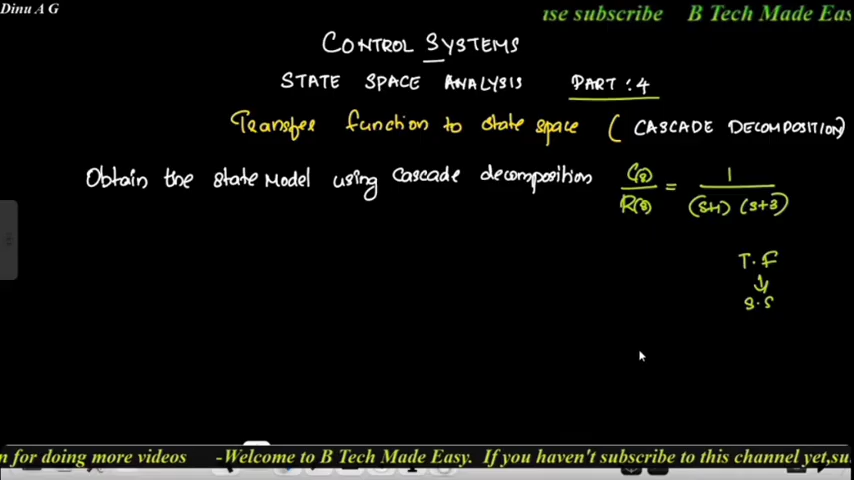 Dinu A G
use subscribe B Tech Made Eas
CONTROL SYSTEMS
STATE SPACE ANALYSIS PART : 4
Transfer function to state space ( CASCADE DECOMPOSITION)
Obtain the state Model using Cascade decomposition C(s)/R(s) = 1/(s+1) (s+3)
T.F
↓
S.S
n for doing more videos -Welcome to B Tech Made Easy. If you haven't subscribe to this channel yet,su